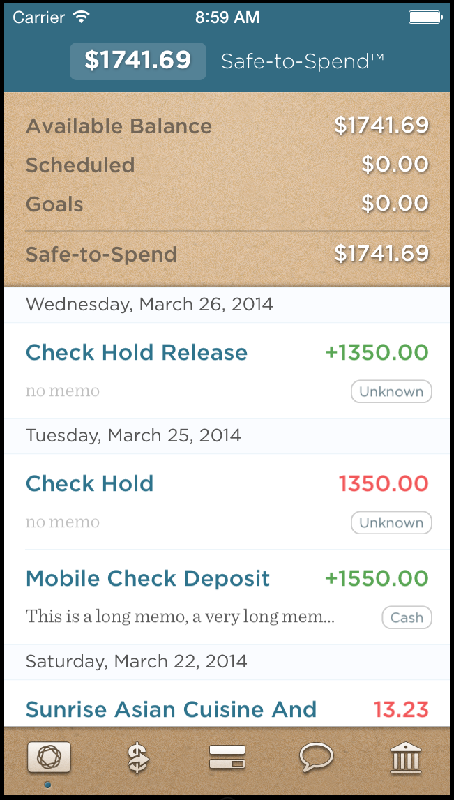 Carrier 8:59 AM
$1741.69 Safe-to-Spend™
Available Balance $1741.69
Scheduled $0.00
Goals $0.00
Safe-to-Spend $1741.69
Wednesday, March 26, 2014
Check Hold Release +1350.00
no memo Unknown
Tuesday, March 25, 2014
Check Hold 1350.00
no memo Unknown
Mobile Check Deposit +1550.00
This is a long memo, a very long mem... Cash
Saturday, March 22, 2014
Sunrise Asian Cuisine And 13.23